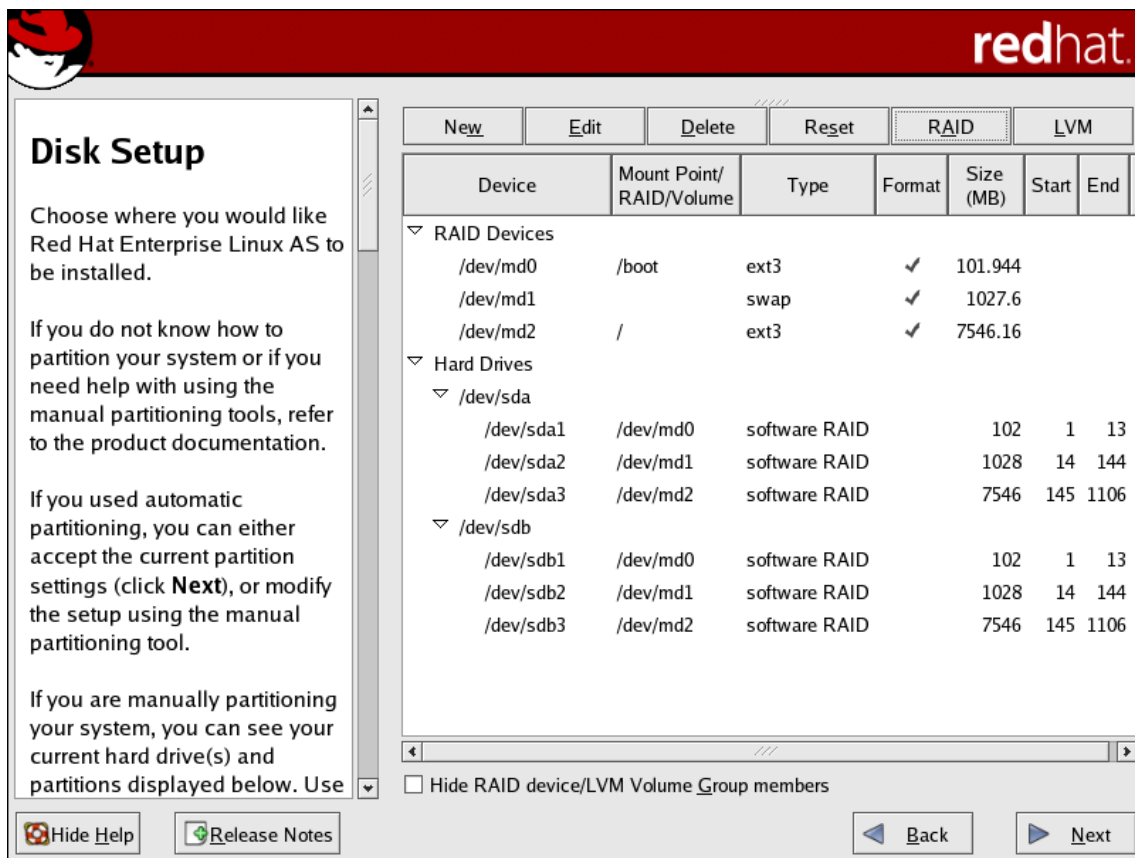 redhat.
Disk Setup
Choose where you would like
Red Hat Enterprise Linux AS to
be installed.
If you do not know how to
partition your system or if you
need help with using the
manual partitioning tools, refer
to the product documentation.
If you used automatic
partitioning, you can either
accept the current partition
settings (click Next), or modify
the setup using the manual
partitioning tool.
If you are manually partitioning
your system, you can see your
current hard drive(s) and
partitions displayed below. Use
New Edit Delete Reset RAID LVM
Device Mount Point/ RAID/Volume Type Format Size (MB) Start End
RAID Devices
/dev/md0 /boot ext3 101.944
/dev/md1 swap 1027.6
/dev/md2 / ext3 7546.16
Hard Drives
/dev/sda
/dev/sda1 /dev/md0 software RAID 102 1 13
/dev/sda2 /dev/md1 software RAID 1028 14 144
/dev/sda3 /dev/md2 software RAID 7546 145 1106
/dev/sdb
/dev/sdb1 /dev/md0 software RAID 102 1 13
/dev/sdb2 /dev/md1 software RAID 1028 14 144
/dev/sdb3 /dev/md2 software RAID 7546 145 1106
Hide RAID device/LVM Volume Group members
Hide Help Release Notes Back Next